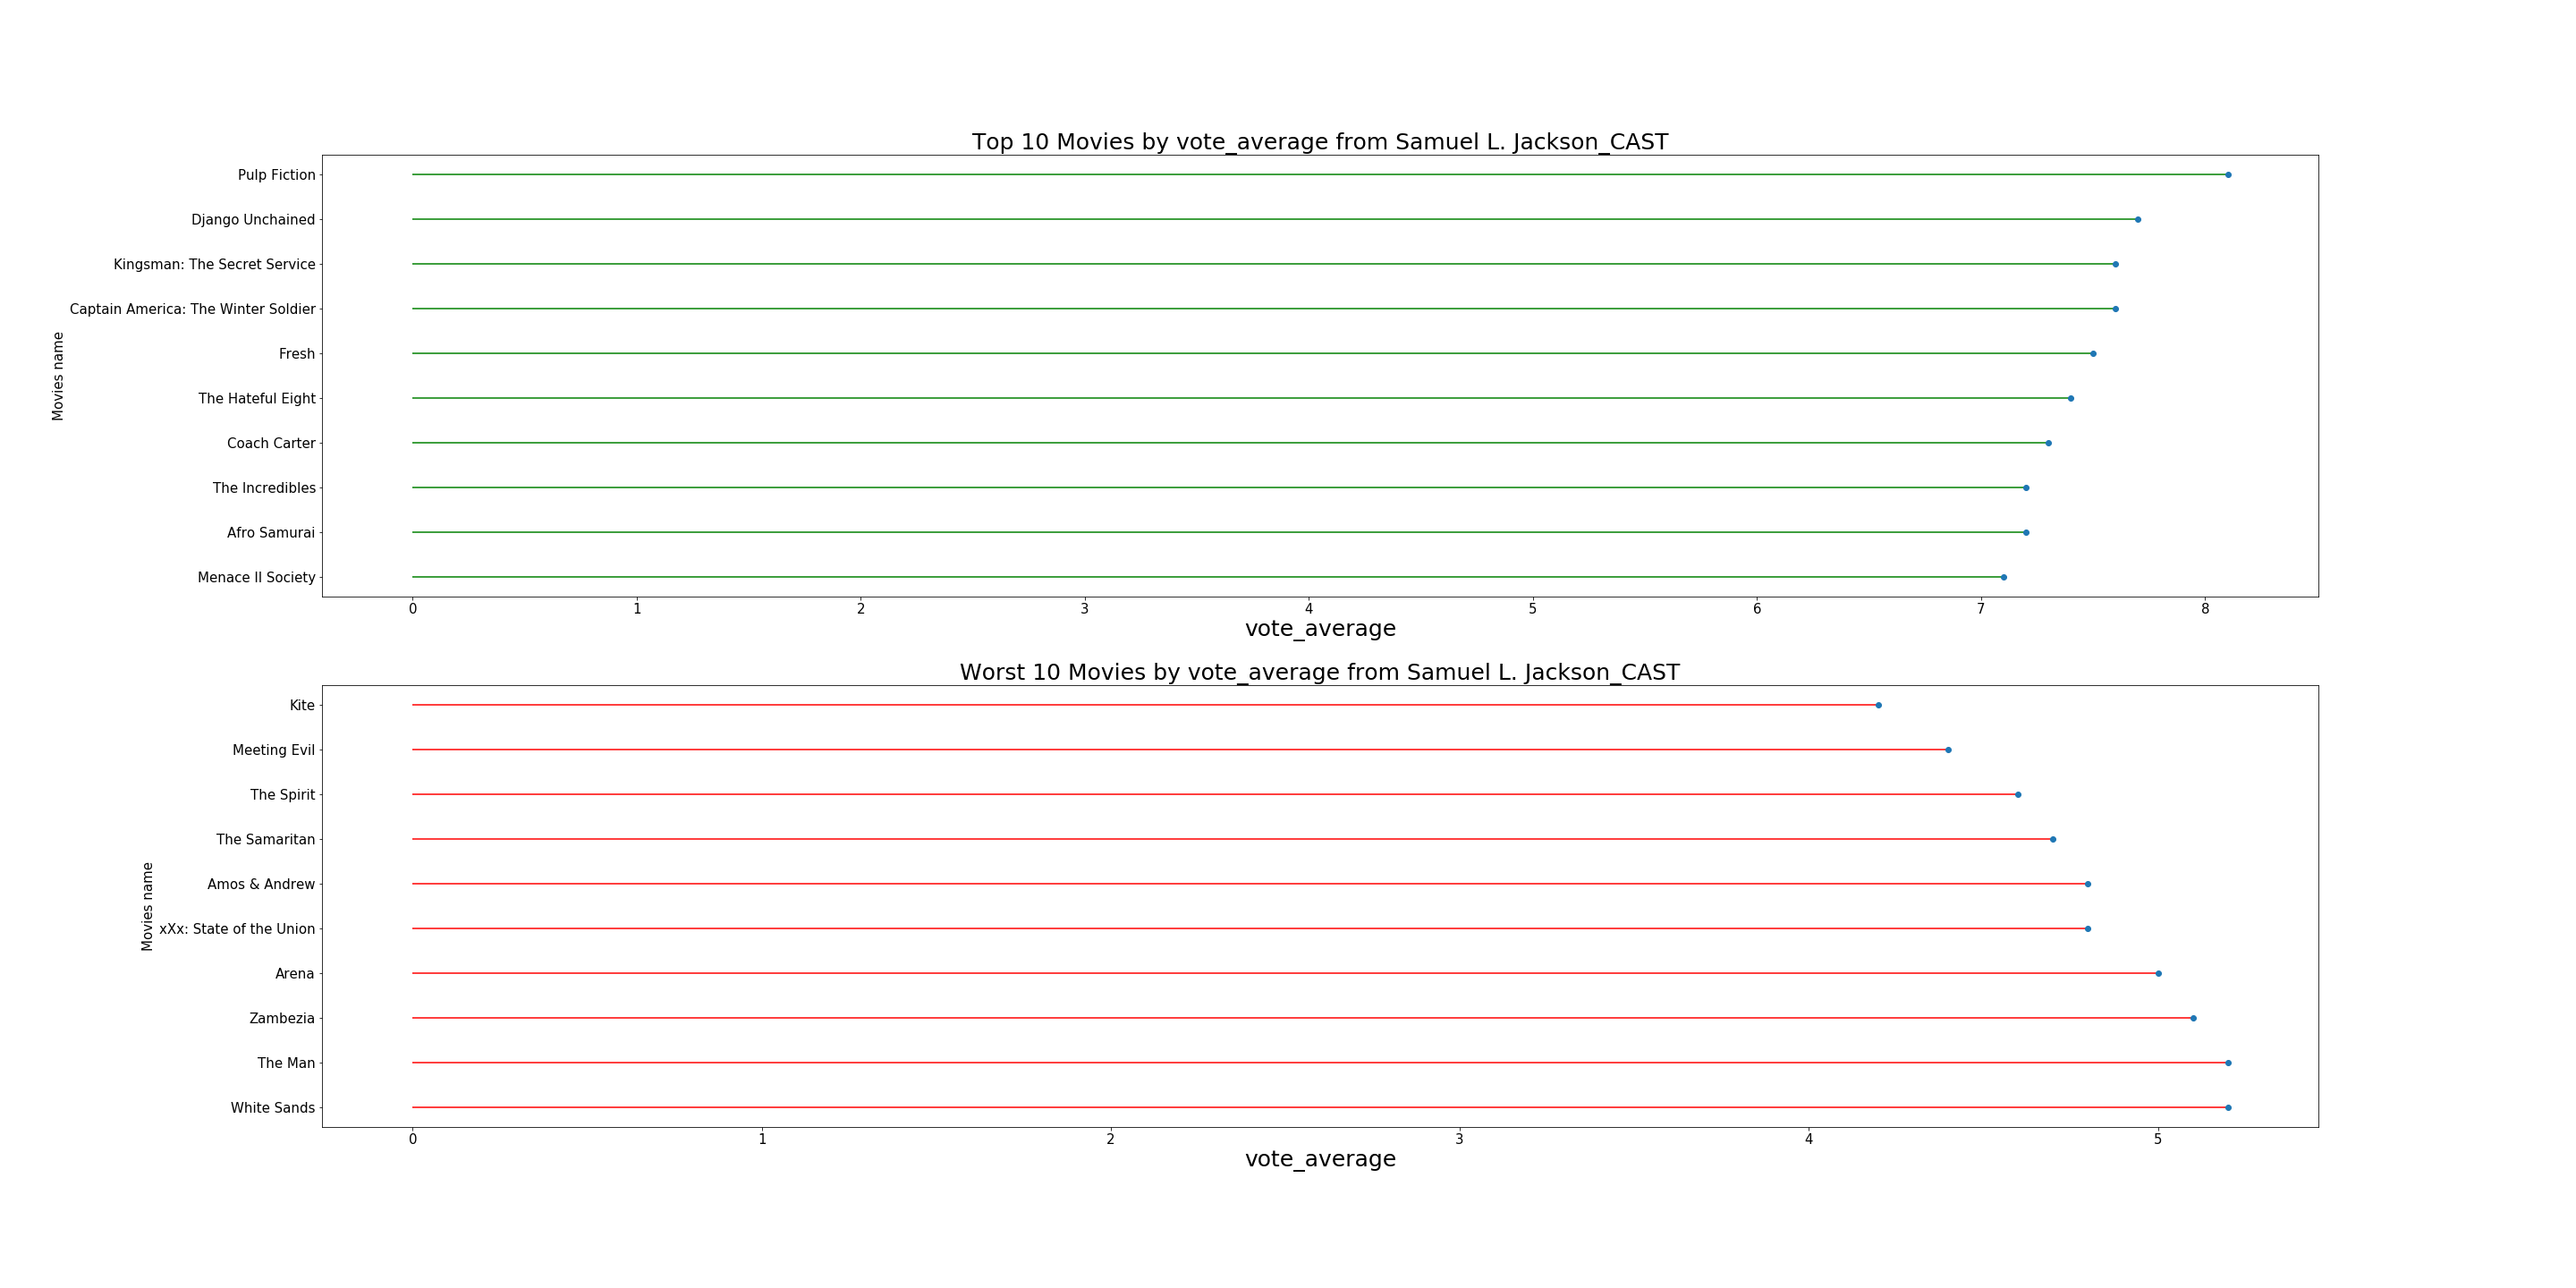 Top 10 Movies by vote_average from Samuel L. Jackson_CAST
Movies name
Pulp Fiction
Django Unchained
Kingsman: The Secret Service
Captain America: The Winter Soldier
Fresh
The Hateful Eight
Coach Carter
The Incredibles
Afro Samurai
Menace II Society
0 1 2 3 4 5 6 7 8
vote_average
Worst 10 Movies by vote_average from Samuel L. Jackson_CAST
Movies name
Kite
Meeting Evil
The Spirit
The Samaritan
Amos & Andrew
xXx: State of the Union
Arena
Zambezia
The Man
White Sands
0 1 2 3 4 5
vote_average